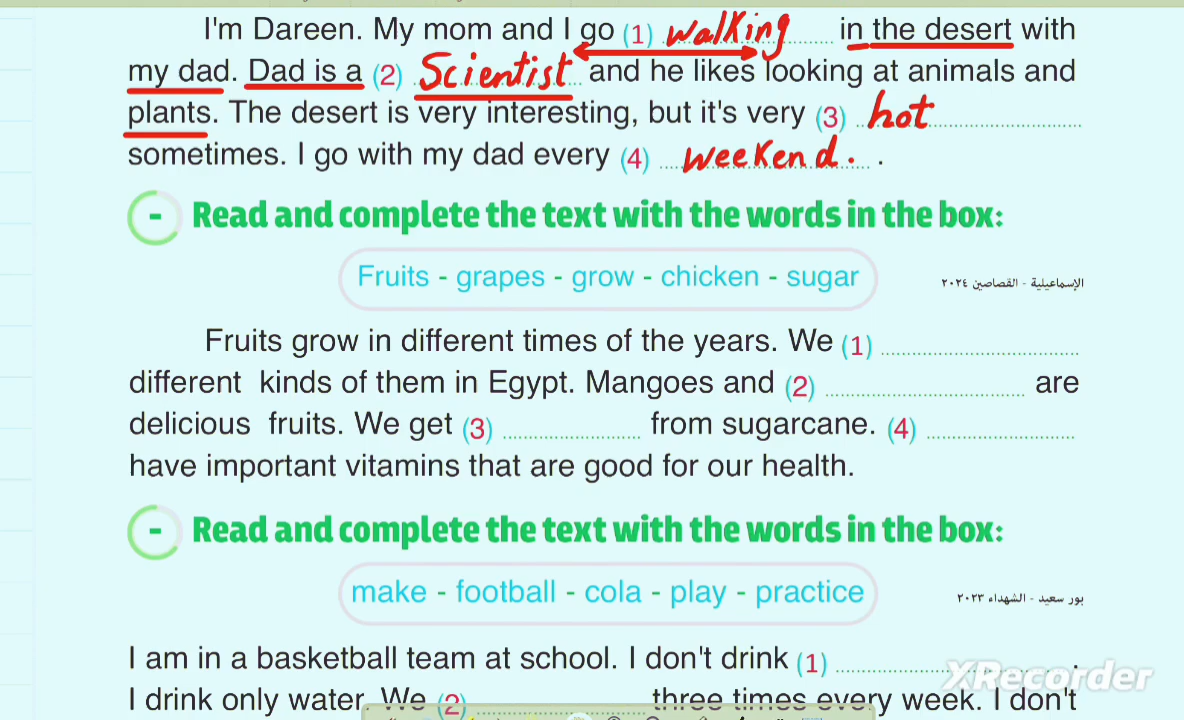 I'm Dareen. My mom and I go (1) walking in the desert with
my dad. Dad is a (2) Scientist and he likes looking at animals and
plants. The desert is very interesting, but it's very (3) hot
sometimes. I go with my dad every (4) weekend. .
- Read and complete the text with the words in the box:
Fruits - grapes - grow - chicken - sugar
الإسماعيلية - القصاصين ٢٠٢٤
Fruits grow in different times of the years. We (1) ....................
different kinds of them in Egypt. Mangoes and (2) .................... are
delicious fruits. We get (3) .................... from sugarcane. (4) ....................
have important vitamins that are good for our health.
- Read and complete the text with the words in the box:
make - football - cola - play - practice
بور سعيد - الشهداء ٢٠٢٣
I am in a basketball team at school. I don't drink (1) .................... .
XRecorder
I drink only water. We (2) .................... three times every week. I don't